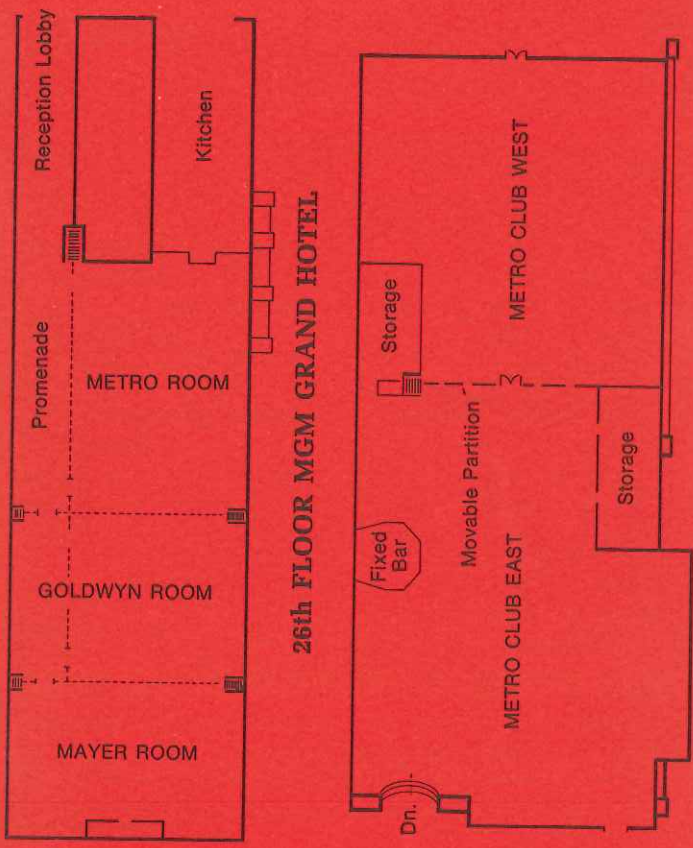 Reception Lobby
Kitchen
Promenade
METRO ROOM
GOLDWYN ROOM
MAYER ROOM
26th FLOOR MGM GRAND HOTEL
METRO CLUB WEST
Storage
Movable Partition
Storage
Fixed
Bar
METRO CLUB EAST
Dn.